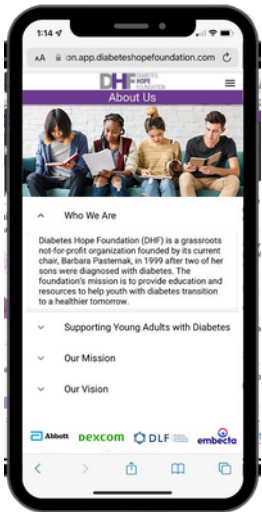 1:14
AA on.app.diabeteshopefoundation.com
DHF DIABETES
HOPE
FOUNDATION
About Us
Who We Are
Diabetes Hope Foundation (DHF) is a grassroots
not-for-profit organization founded by its current
chair, Barbara Pasternak, in 1999 after two of her
sons were diagnosed with diabetes. The
foundation's mission is to provide education and
resources to help youth with diabetes transition
to a healthier tomorrow.
Supporting Young Adults with Diabetes
Our Mission
Our Vision
Abbott dexcom DLF embecta